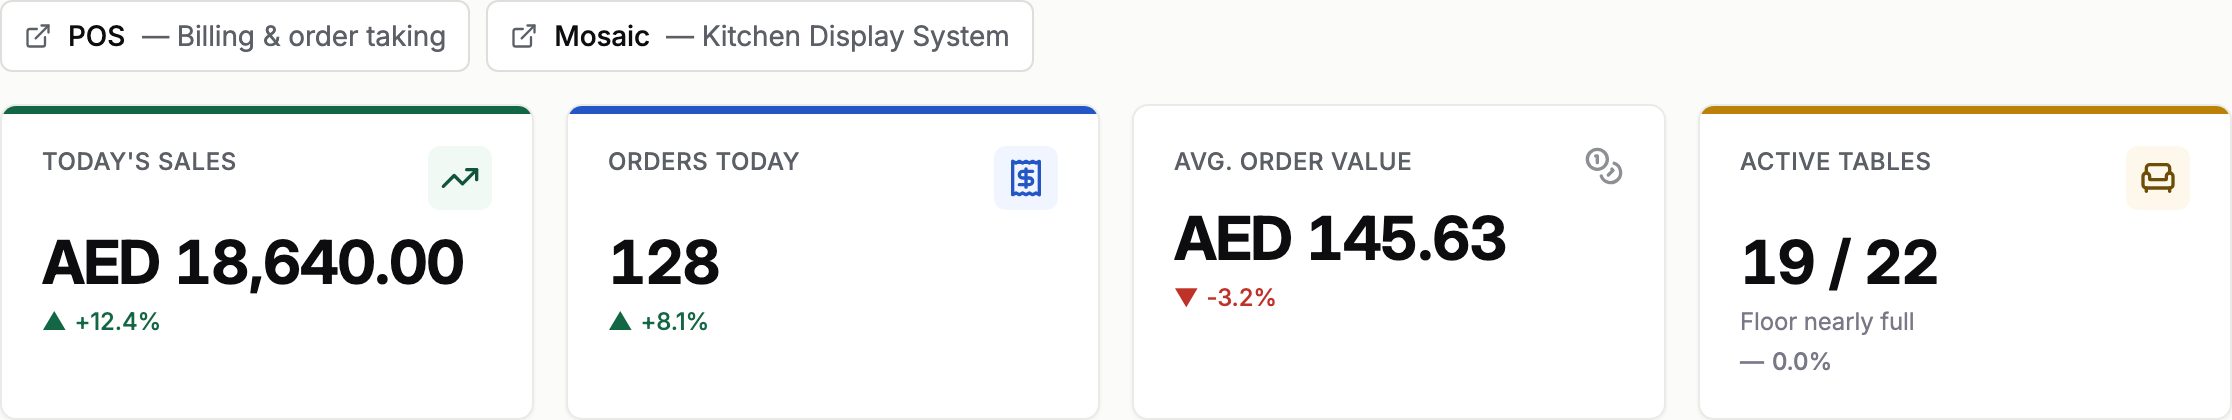 POS — Billing & order taking
Mosaic — Kitchen Display System
TODAY'S SALES
AED 18,640.00
▲ +12.4%
ORDERS TODAY
128
▲ +8.1%
AVG. ORDER VALUE
AED 145.63
▼ -3.2%
ACTIVE TABLES
19 / 22
Floor nearly full
— 0.0%